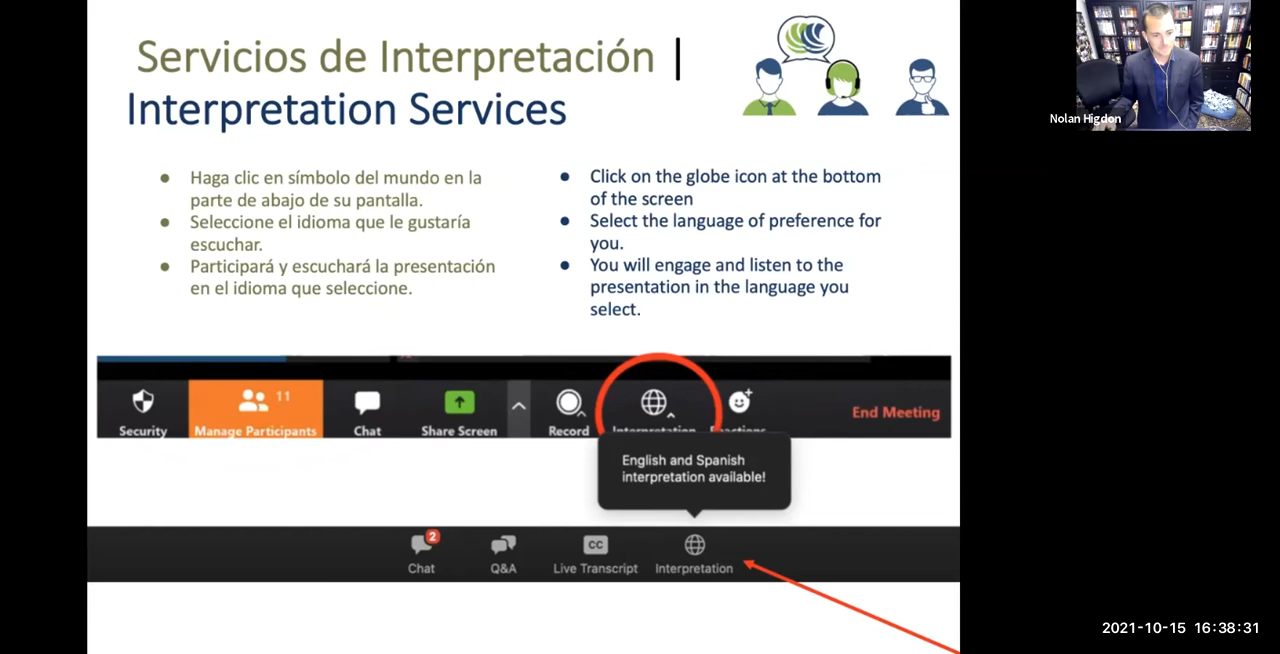 Servicios de Interpretación |
Interpretation Services
Nolan Higdon
● Haga clic en símbolo del mundo en la
parte de abajo de su pantalla.
● Seleccione el idioma que le gustaría
escuchar.
● Participará y escuchará la presentación
en el idioma que seleccione.
● Click on the globe icon at the bottom
of the screen
● Select the language of preference for
you.
● You will engage and listen to the
presentation in the language you
select.
11
Security Manage Participants Chat Share Screen Record Interpretation Reactions End Meeting
English and Spanish
interpretation available!
2
CC
Chat Q&A Live Transcript Interpretation
2021-10-15 16:38:31